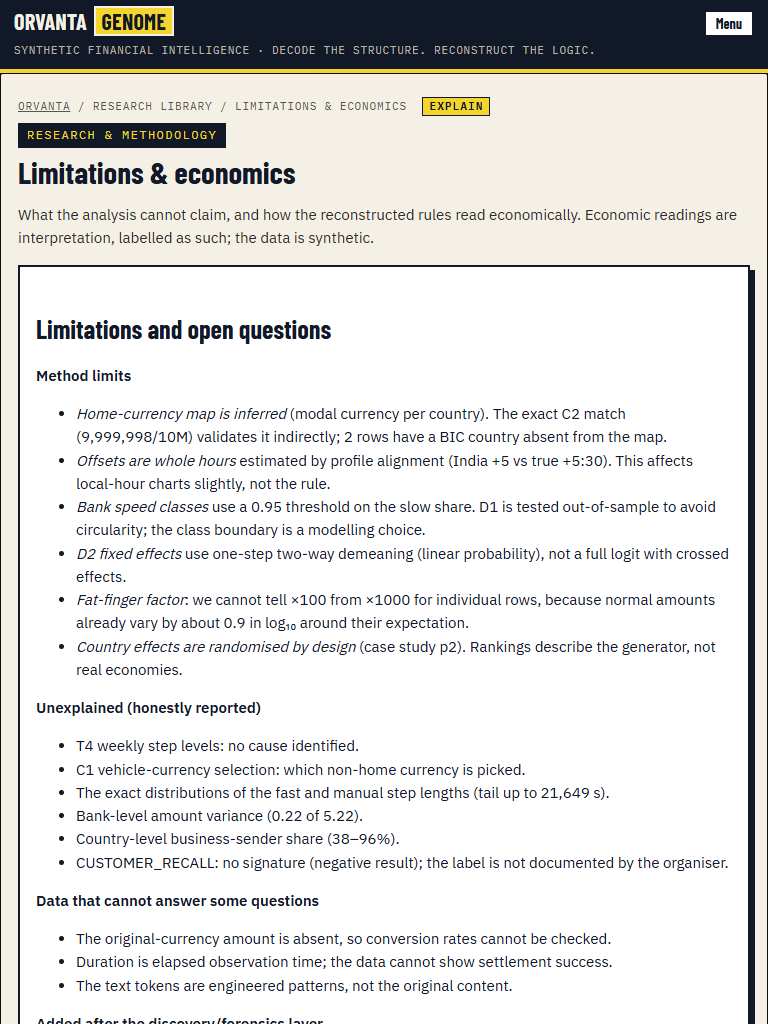 ORVANTA GENOME
Menu
SYNTHETIC FINANCIAL INTELLIGENCE · DECODE THE STRUCTURE. RECONSTRUCT THE LOGIC.
ORVANTA / RESEARCH LIBRARY / LIMITATIONS & ECONOMICS EXPLAIN
RESEARCH & METHODOLOGY
Limitations & economics
What the analysis cannot claim, and how the reconstructed rules read economically. Economic readings are
interpretation, labelled as such; the data is synthetic.
Limitations and open questions
Method limits
• Home-currency map is inferred (modal currency per country). The exact C2 match
(9,999,998/10M) validates it indirectly; 2 rows have a BIC country absent from the map.
• Offsets are whole hours estimated by profile alignment (India +5 vs true +5:30). This affects
local-hour charts slightly, not the rule.
• Bank speed classes use a 0.95 threshold on the slow share. D1 is tested out-of-sample to avoid
circularity; the class boundary is a modelling choice.
• D2 fixed effects use one-step two-way demeaning (linear probability), not a full logit with crossed
effects.
• Fat-finger factor: we cannot tell ×100 from ×1000 for individual rows, because normal amounts
already vary by about 0.9 in log₁₀ around their expectation.
• Country effects are randomised by design (case study p2). Rankings describe the generator, not
real economies.
Unexplained (honestly reported)
• T4 weekly step levels: no cause identified.
• C1 vehicle-currency selection: which non-home currency is picked.
• The exact distributions of the fast and manual step lengths (tail up to 21,649 s).
• Bank-level amount variance (0.22 of 5.22).
• Country-level business-sender share (38–96%).
• CUSTOMER_RECALL: no signature (negative result); the label is not documented by the organiser.
Data that cannot answer some questions
• The original-currency amount is absent, so conversion rates cannot be checked.
• Duration is elapsed observation time; the data cannot show settlement success.
• The text tokens are engineered patterns, not the original content.
Added after the discovery/forensics layer